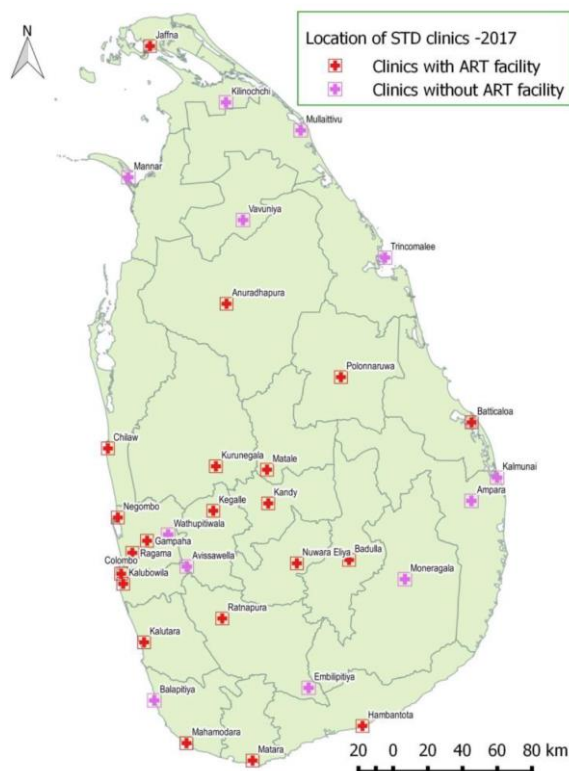 N
Location of STD clinics -2017
Clinics with ART facility
Clinics without ART facility
Jaffna
Kilinochchi
Mullaittivu
Mannar
Vavuniya
Trincomalee
Anuradhapura
Polonnaruwa
Batticaloa
Chilaw
Kurunegala
Matale
Kalmunai
Kegalle
Kandy
Ampara
Negombo
Wathupitiwala
Gampaha
Ragama
Avissawella
Nuwara Eliya
Badulla
Colombo
Kalubowila
Moneragala
Ratnapura
Kalutara
Embilipitiya
Balapitiya
Hambantota
Mahamodara
Matara
20 0 20 40 60 80 km